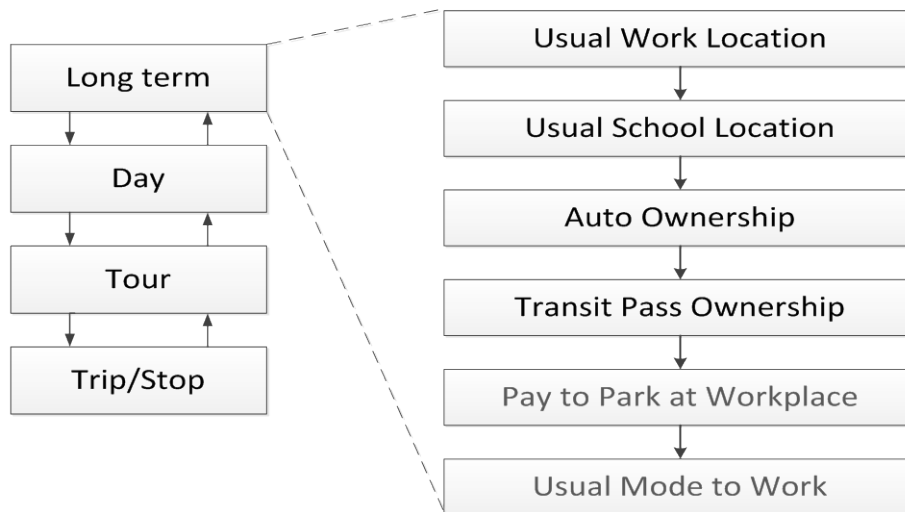 Long term
Day
Tour
Trip/Stop
Usual Work Location
Usual School Location
Auto Ownership
Transit Pass Ownership
Pay to Park at Workplace
Usual Mode to Work